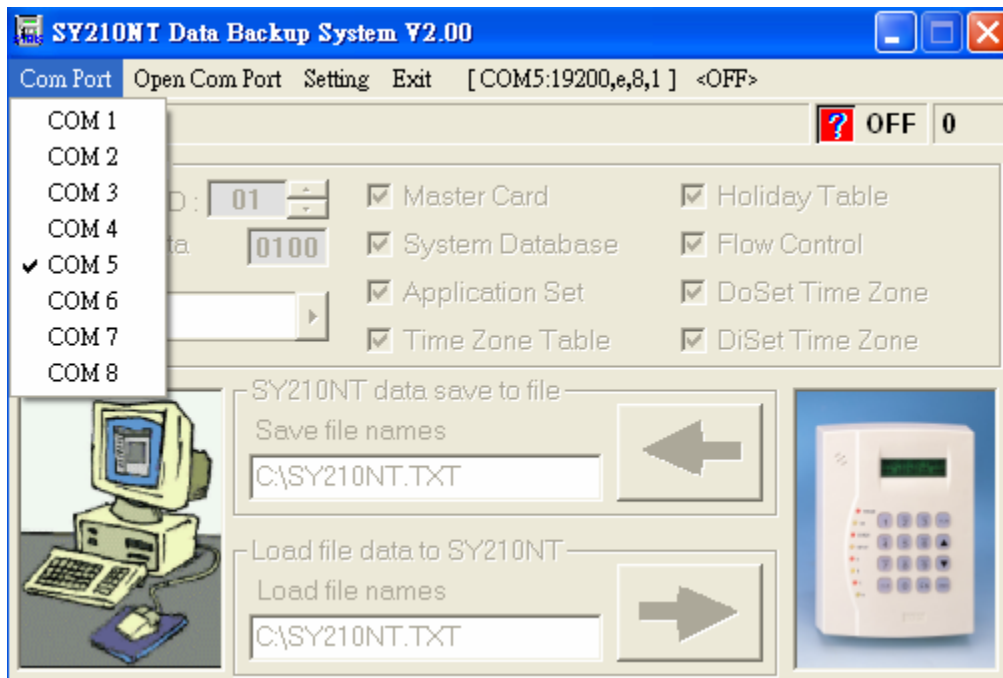 SY210NT Data Backup System V2.00
Com Port Open Com Port Setting Exit [ COM5:19200,e,8,1 ] <OFF>
COM 1
COM 2
COM 3
COM 4
COM 5
COM 6
COM 7
COM 8
? OFF 0
D : 01
ta 0100
Master Card
System Database
Application Set
Time Zone Table
Holiday Table
Flow Control
DoSet Time Zone
DiSet Time Zone
SY210NT data save to file
Save file names
C:\SY210NT.TXT
Load file data to SY210NT
Load file names
C:\SY210NT.TXT